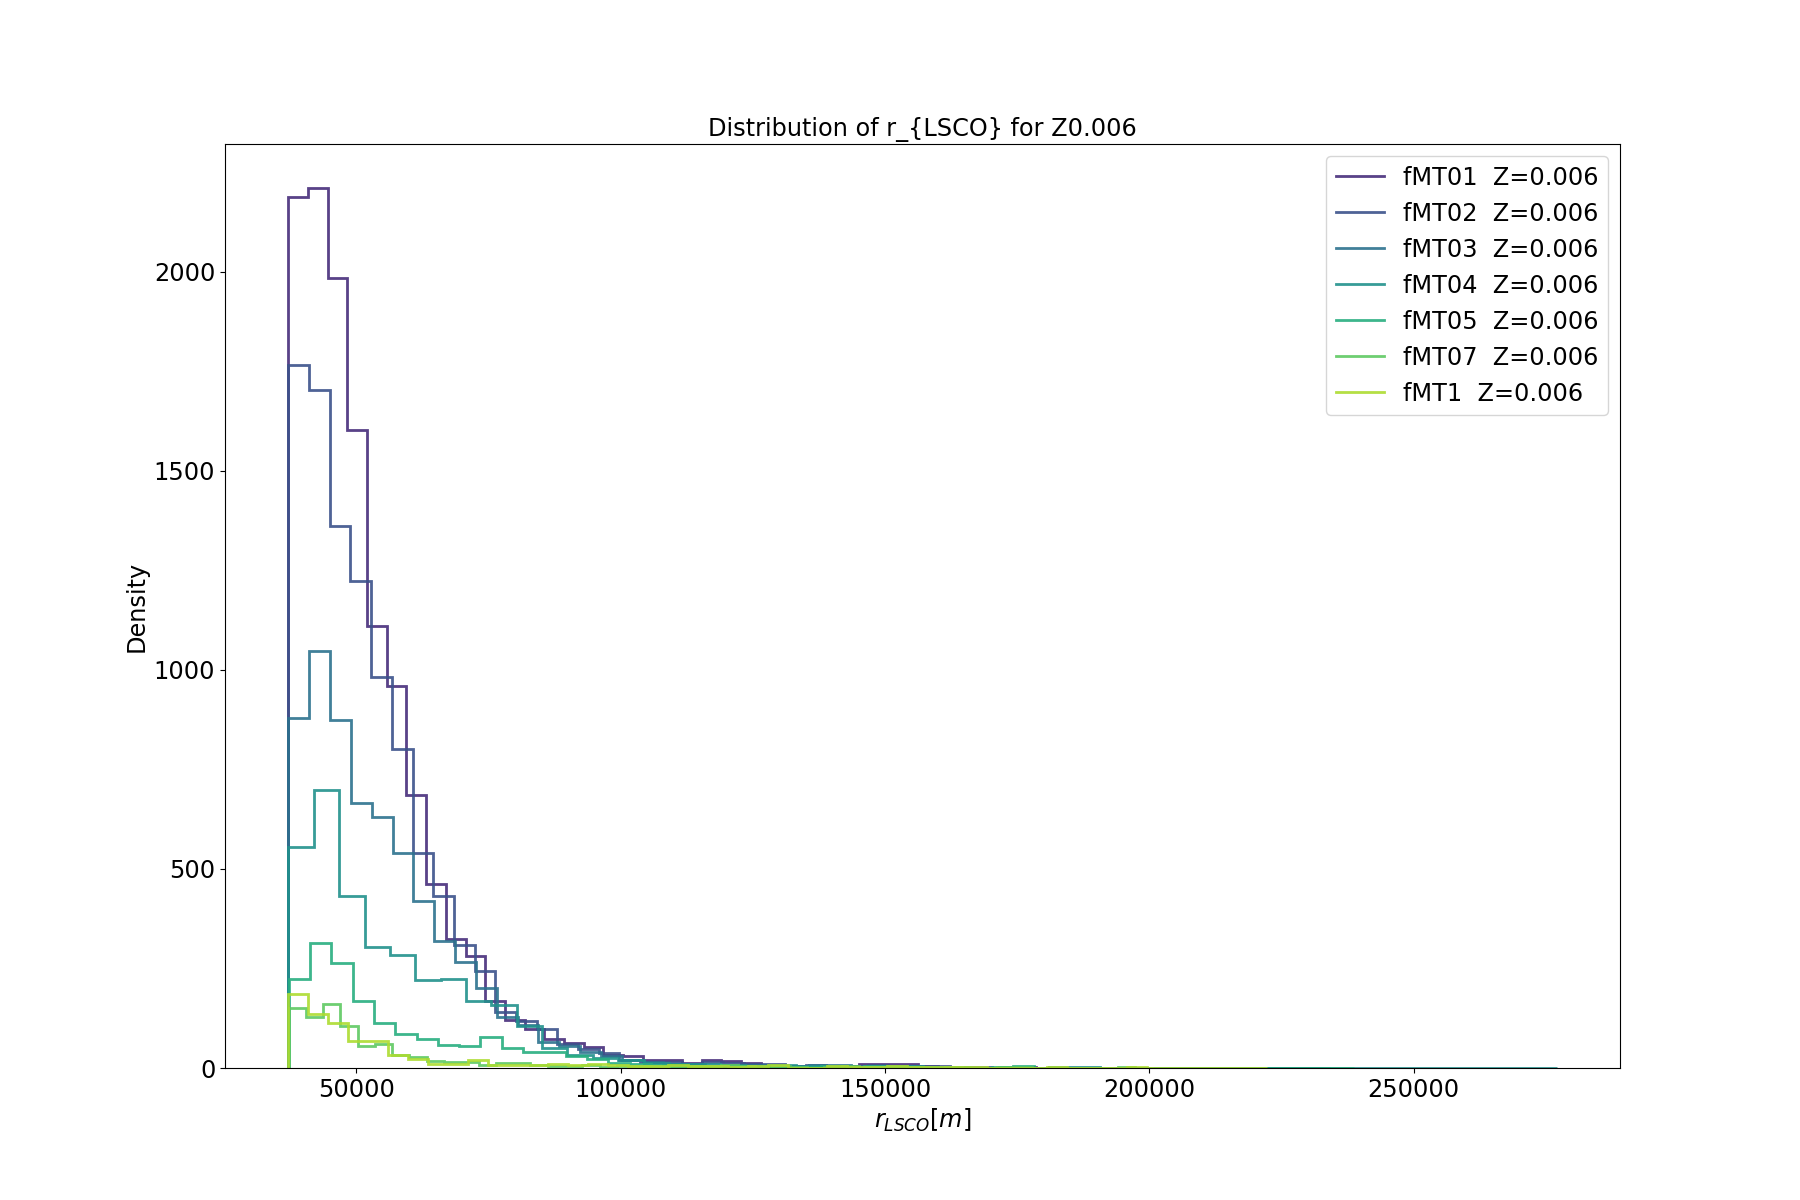 Distribution of r_{LSCO} for Z0.006
fMT01 Z=0.006
fMT02 Z=0.006
fMT03 Z=0.006
fMT04 Z=0.006
fMT05 Z=0.006
fMT07 Z=0.006
fMT1 Z=0.006
Density
2000
1500
1000
500
0
50000 100000 150000 200000 250000
r_{LSCO}[m]